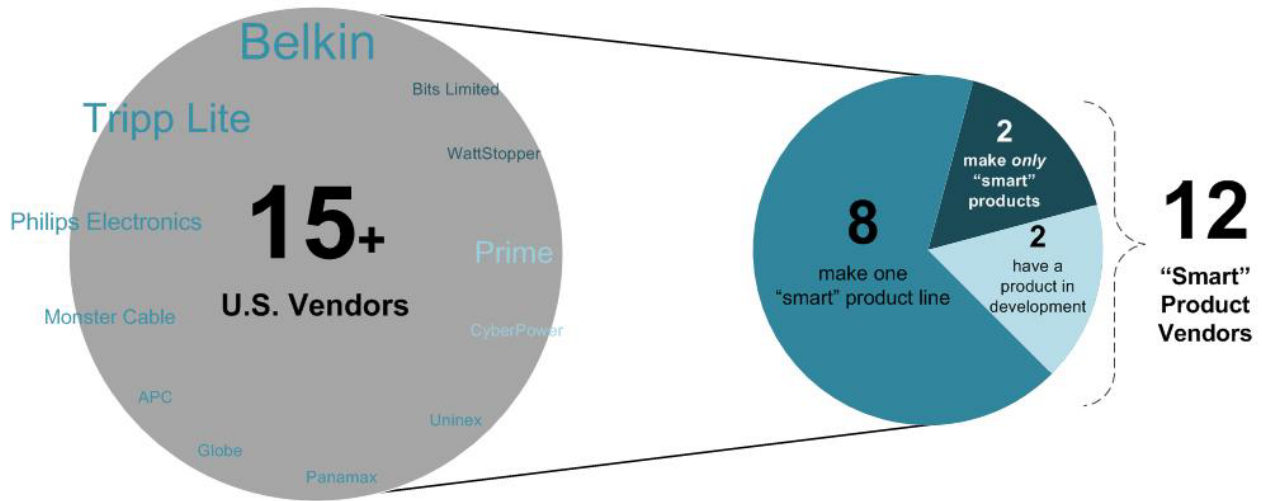 Belkin
Bits Limited
Tripp Lite
WattStopper
Philips Electronics
15+
U.S. Vendors
Prime
Monster Cable
CyberPower
APC
Uninex
Globe
Panamax
8
make one
“smart” product line
2
make only
“smart”
products
2
have a
product in
development
12
“Smart”
Product
Vendors